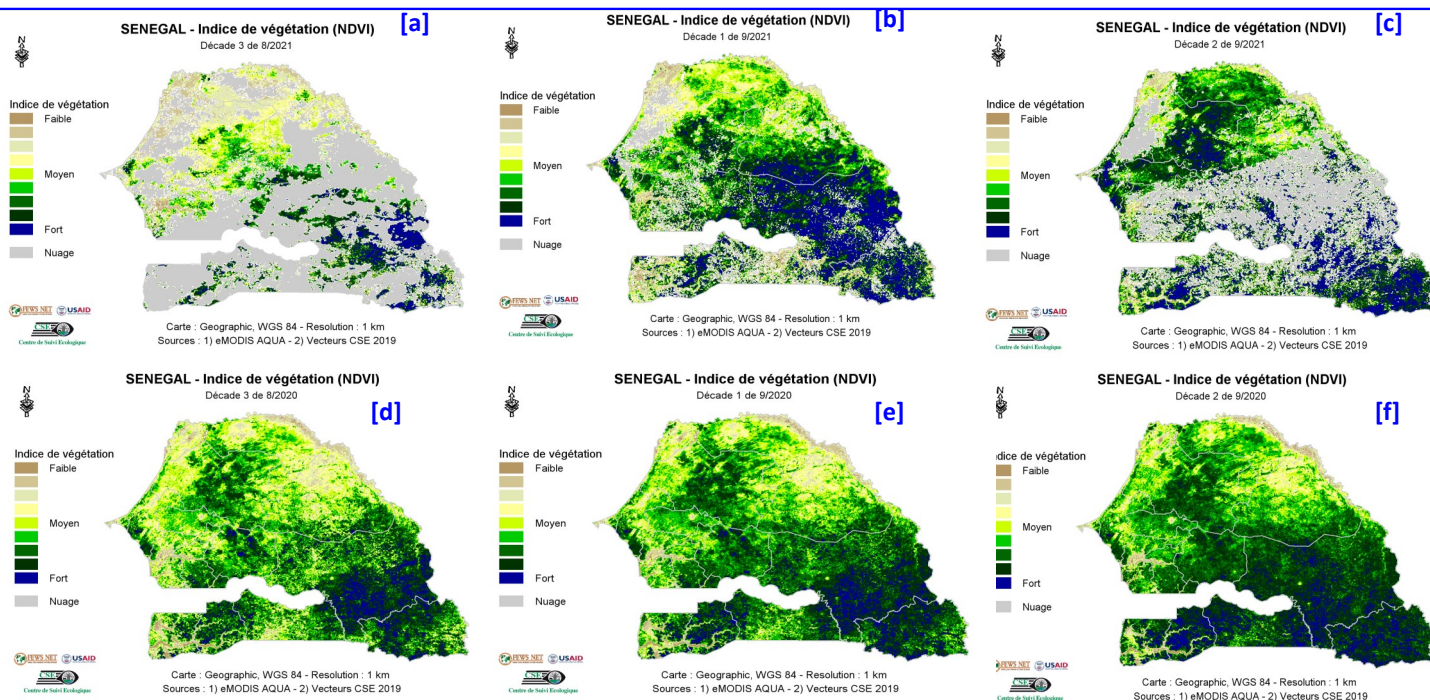 SENEGAL - Indice de végétation (NDVI)
[a]
Décade 3 de 8/2021
N
Indice de végétation
Faible
Moyen
Fort
Nuage
FEWS NET
USAID
CSE
Centre de Suivi Ecologique
Carte : Geographic, WGS 84 - Resolution : 1 km
Sources : 1) eMODIS AQUA - 2) Vecteurs CSE 2019
SENEGAL - Indice de végétation (NDVI)
[b]
Décade 1 de 9/2021
N
Indice de végétation
Faible
Moyen
Fort
Nuage
FEWS NET
USAID
CSE
Centre de Suivi Ecologique
Carte : Geographic, WGS 84 - Resolution : 1 km
Sources : 1) eMODIS AQUA - 2) Vecteurs CSE 2019
SENEGAL - Indice de végétation (NDVI)
[c]
Décade 2 de 9/2021
N
Indice de végétation
Faible
Moyen
Fort
Nuage
FEWS NET
USAID
CSE
Centre de Suivi Ecologique
Carte : Geographic, WGS 84 - Resolution : 1 km
Sources : 1) eMODIS AQUA - 2) Vecteurs CSE 2019
SENEGAL - Indice de végétation (NDVI)
Décade 3 de 8/2020
[d]
N
Indice de végétation
Faible
Moyen
Fort
Nuage
FEWS NET
USAID
CSE
Centre de Suivi Ecologique
Carte : Geographic, WGS 84 - Resolution : 1 km
Sources : 1) eMODIS AQUA - 2) Vecteurs CSE 2019
SENEGAL - Indice de végétation (NDVI)
Décade 1 de 9/2020
[e]
N
Indice de végétation
Faible
Moyen
Fort
Nuage
FEWS NET
USAID
CSE
Centre de Suivi Ecologique
Carte : Geographic, WGS 84 - Resolution : 1 km
Sources : 1) eMODIS AQUA - 2) Vecteurs CSE 2019
SENEGAL - Indice de végétation (NDVI)
Décade 2 de 9/2020
[f]
N
dice de végétation
Faible
Moyen
Fort
Nuage
FEWS NET
USAID
CSE
Centre de Suivi Ecologique
Carte : Geographic, WGS 84 - Resolution : 1 km
Sources : 1) eMODIS AQUA - 2) Vecteurs CSE 2019